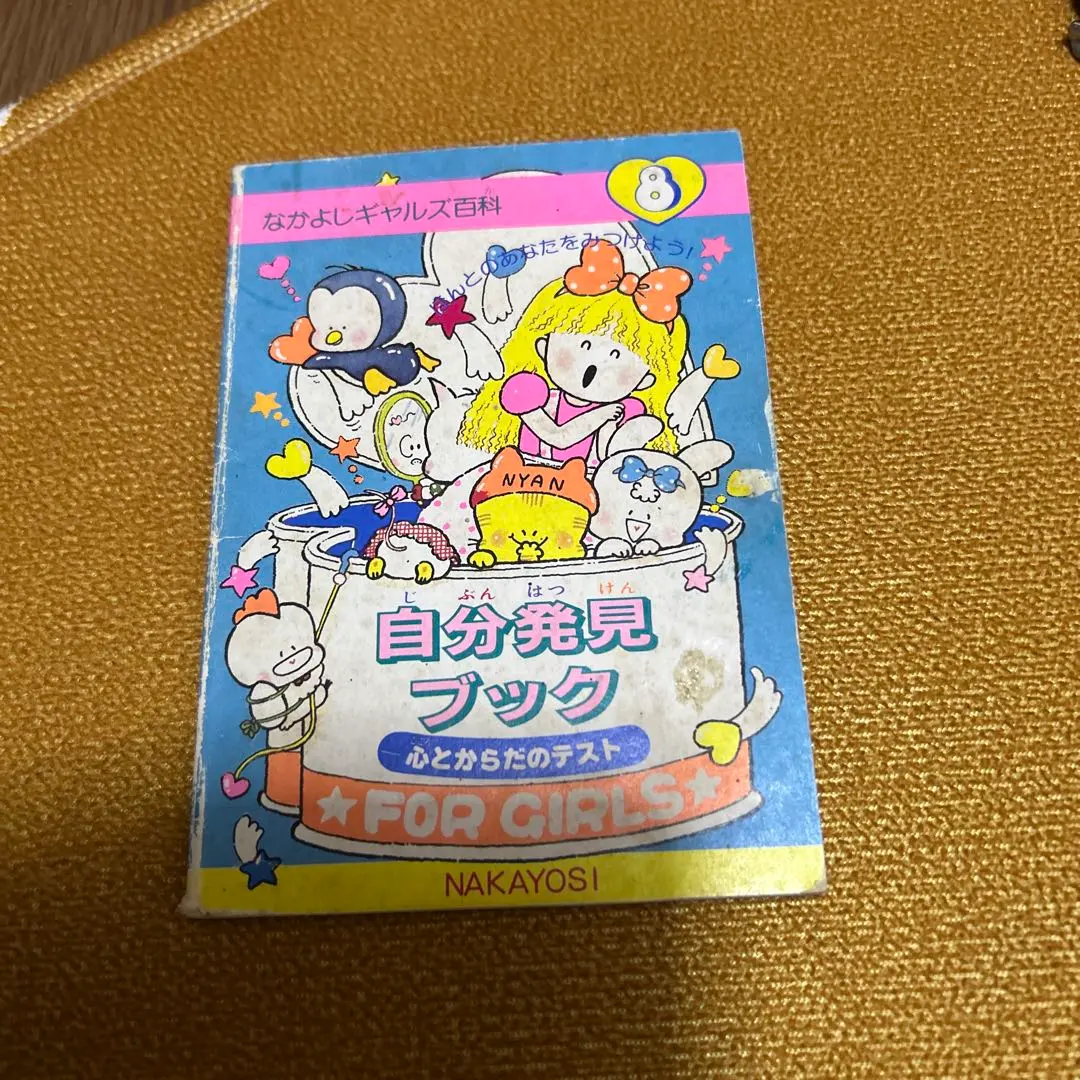 なかよしギャルズ百科
か
8
ほんとのあなたをみつけよう!
NYAN
じぶんはっけん
自分発見
ブック
心とからだのテスト
★FOR GIRLS★
NAKAYOSI